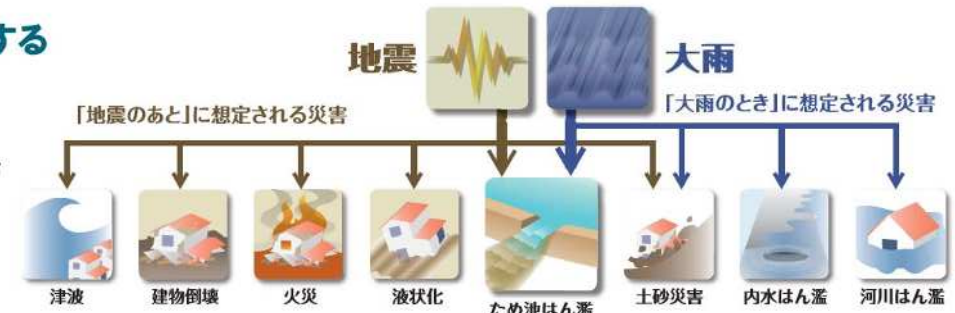 する
地震
大雨
「地震のあと」に想定される災害
「大雨のとき」に想定される災害
津波
建物倒壊
火災
液状化
ため池はん濫
土砂災害
内水はん濫
河川はん濫